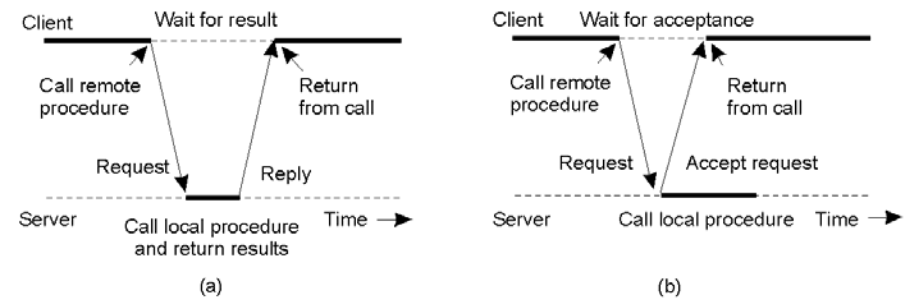 Client
Wait for result
Call remote
procedure
Return
from call
Request
Reply
Server
Call local procedure
and return results
Time
(a)
Client
Wait for acceptance
Call remote
procedure
Return
from call
Request
Accept request
Server
Call local procedure
Time
(b)